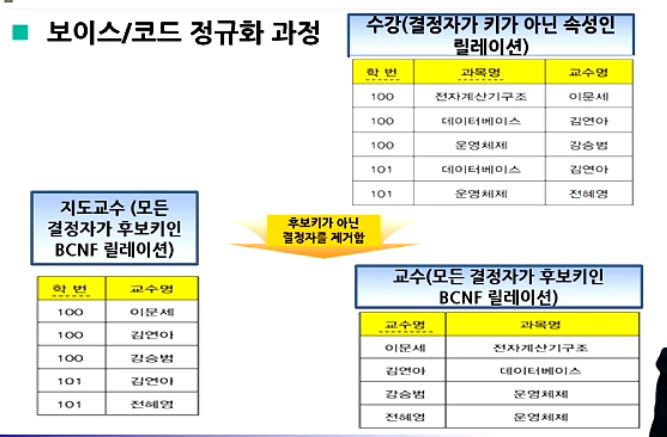 보이스/코드 정규화 과정
수강(결정자가 키가 아닌 속성인
릴레이션)
학 번 과목명 교수명
100 전자계산기구조 이문세
100 데이터베이스 김연아
100 운영체제 강승범
101 데이터베이스 김연아
101 운영체제 전혜영
지도교수 (모든
결정자가 후보키인
BCNF 릴레이션)
후보키가 아닌
결정자를 제거함
학 번 교수명
100 이문세
100 김연아
100 강승범
101 김연아
101 전혜영
교수(모든 결정자가 후보키인
BCNF 릴레이션)
교수명 과목명
이문세 전자계산기구조
김연아 데이터베이스
강승범 운영체제
전혜영 운영체제